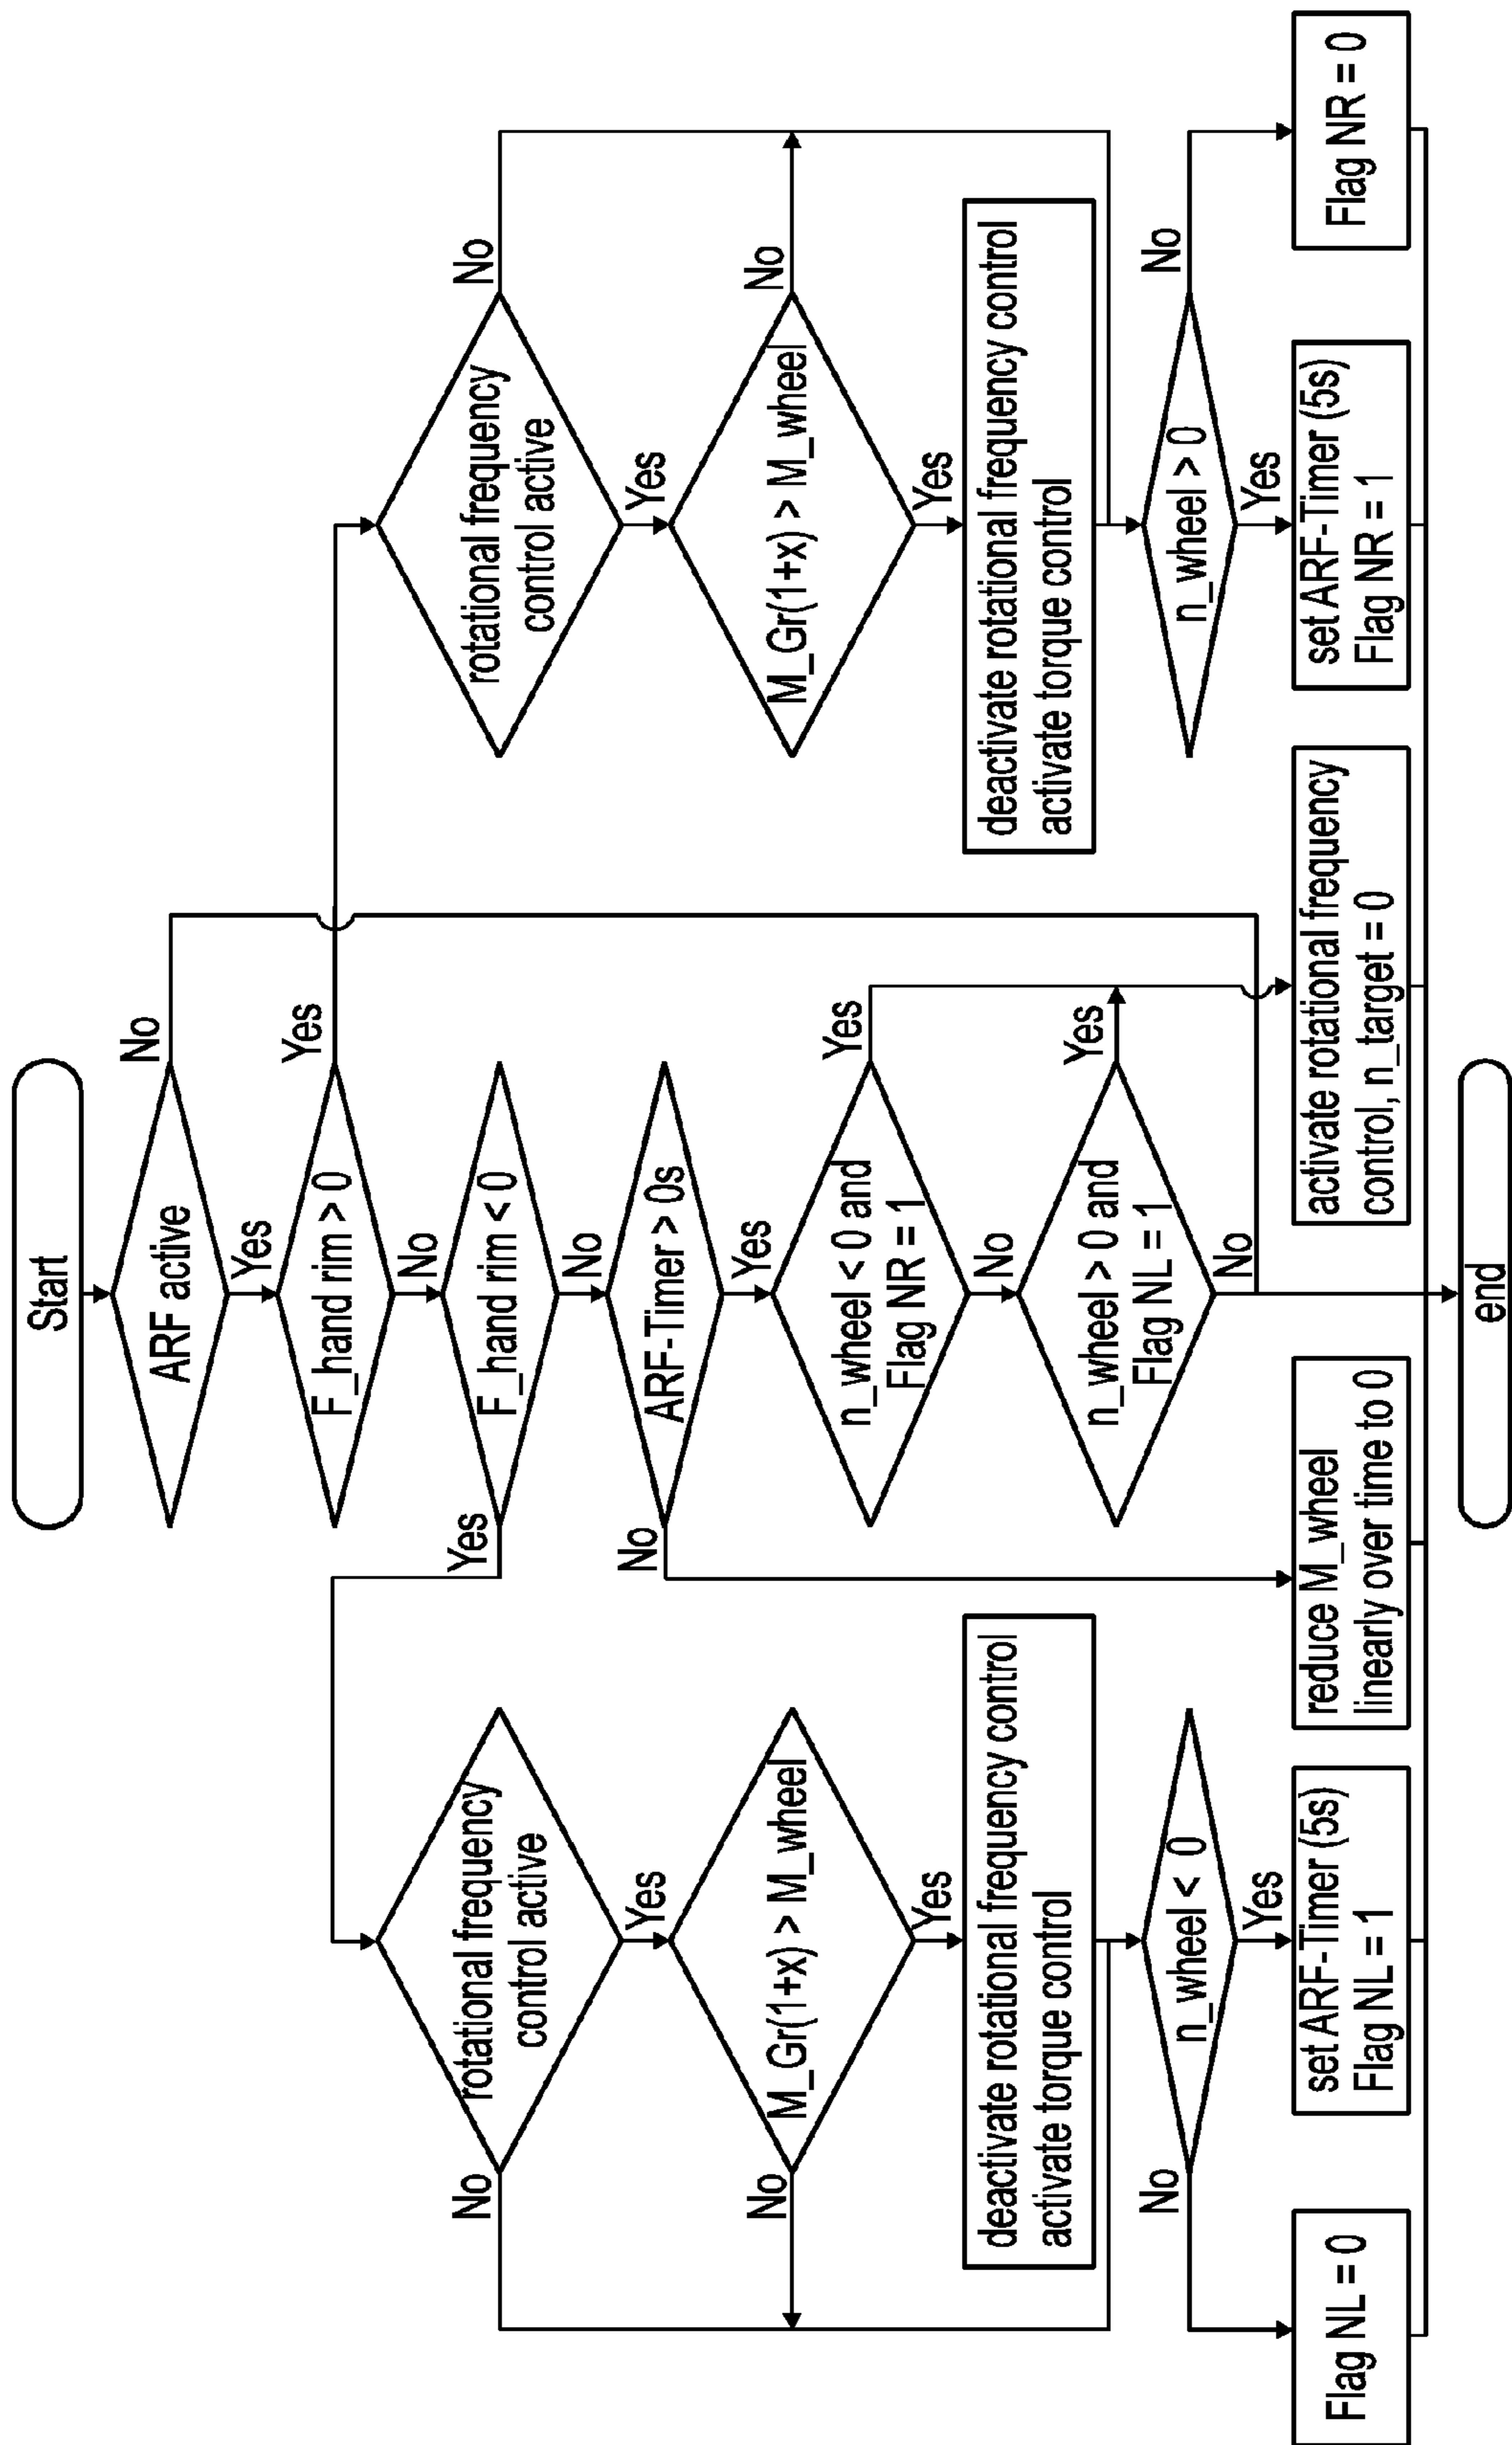 Start
ARF active
No
Yes
F_hand rim > 0
Yes
No
F_hand rim < 0
Yes
No
ARF-Timer > 0s
No
Yes
n_wheel < 0 and
Flag NR = 1
Yes
No
n_wheel > 0 and
Flag NL = 1
Yes
No
rotational frequency
control active
No
Yes
M_Gr(1+x) > M_wheel
No
Yes
deactivate rotational frequency control
activate torque control
n_wheel < 0
No
Yes
rotational frequency
control active
No
Yes
M_Gr(1+x) > M_wheel
No
Yes
deactivate rotational frequency control
activate torque control
n_wheel > 0
No
Yes
Flag NL = 0
set ARF-Timer (5s)
Flag NL = 1
reduce M_wheel
linearly over time to 0
activate rotational frequency
control, n_target = 0
set ARF-Timer (5s)
Flag NR = 1
Flag NR = 0
end